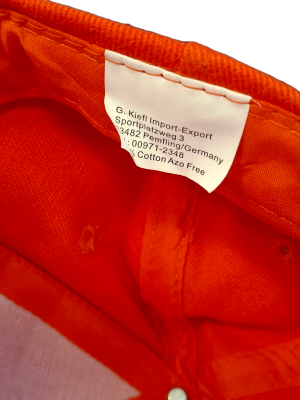 G. Kiefl Import-Export
Sportplatzweg 3
3482 Pemfling/Germany
: 00971-2348
% Cotton Azo Free